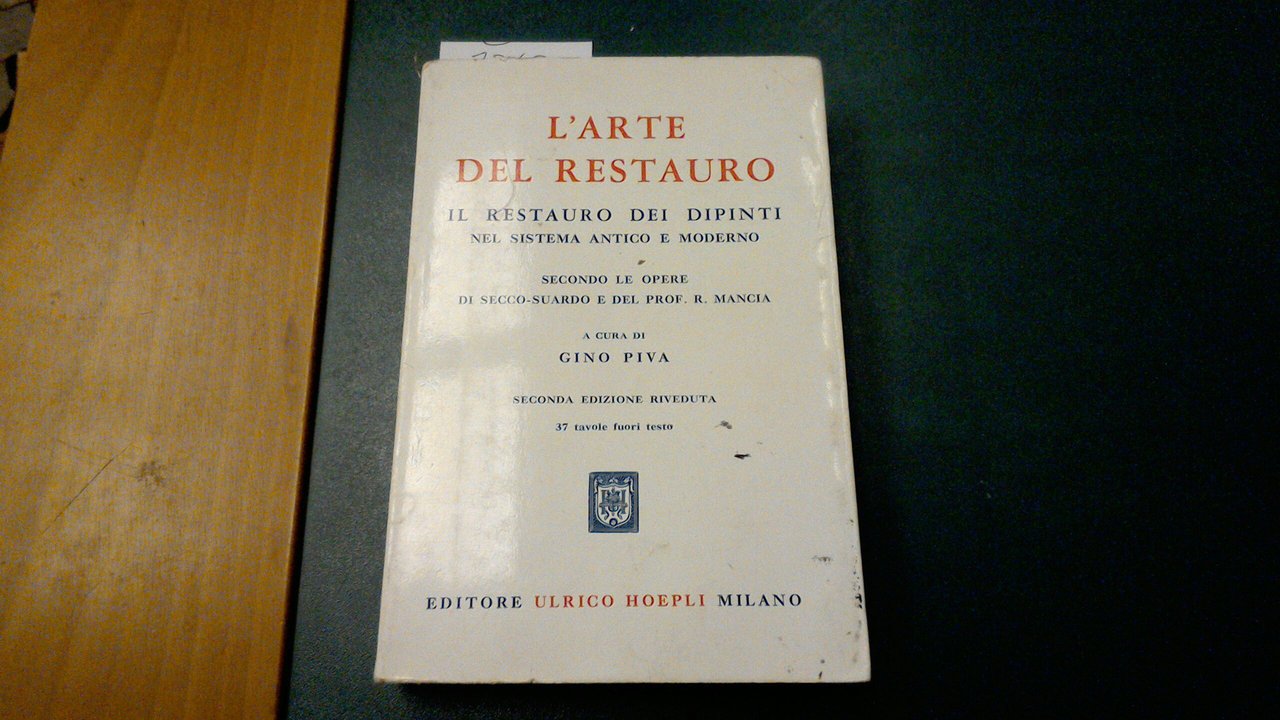 L'ARTE
DEL RESTAURO
IL RESTAURO DEI DIPINTI
NEL SISTEMA ANTICO E MODERNO
SECONDO LE OPERE
DI SECCO-SUARDO E DEL PROF. R. MANCIA
A CURA DI
GINO PIVA
SECONDA EDIZIONE RIVEDUTA
37 tavole fuori testo
EDITORE ULRICO HOEPLI MILANO